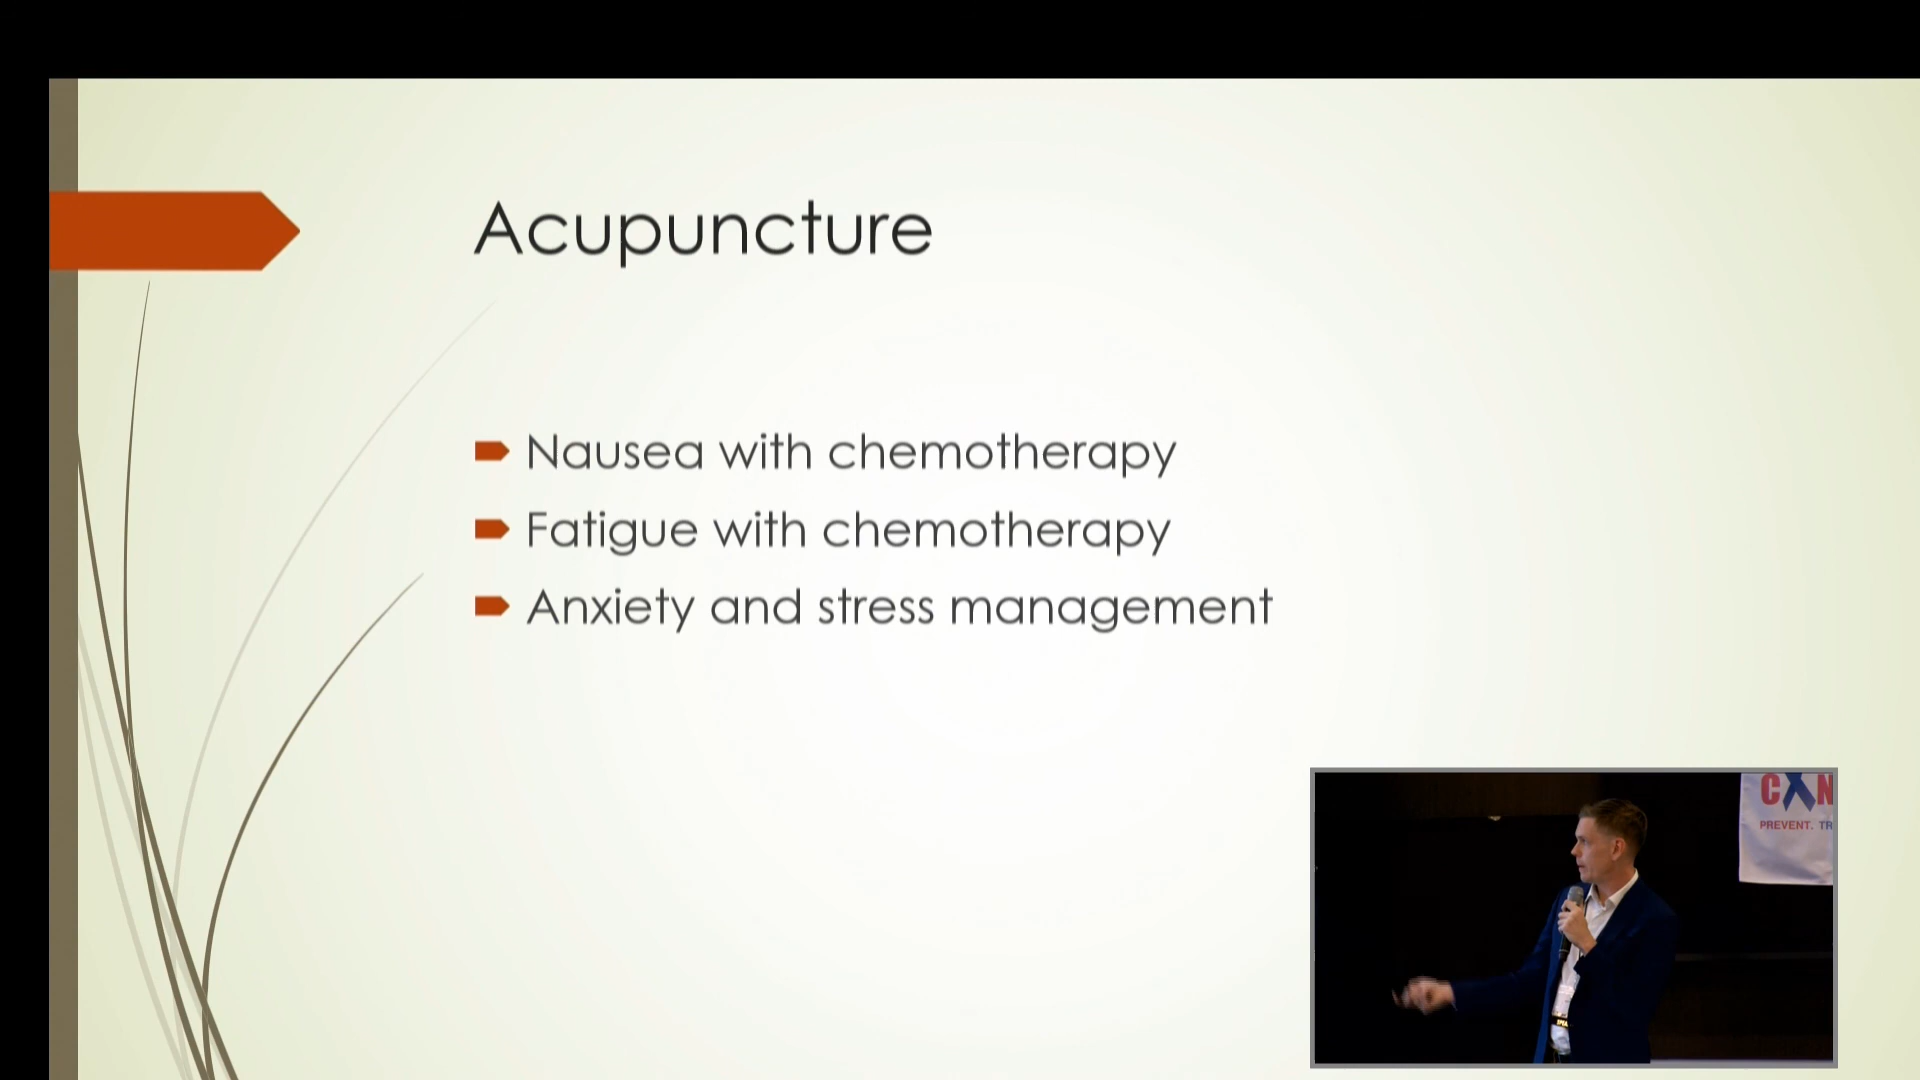 Acupuncture
Nausea with chemotherapy
Fatigue with chemotherapy
Anxiety and stress management
PREVENT.